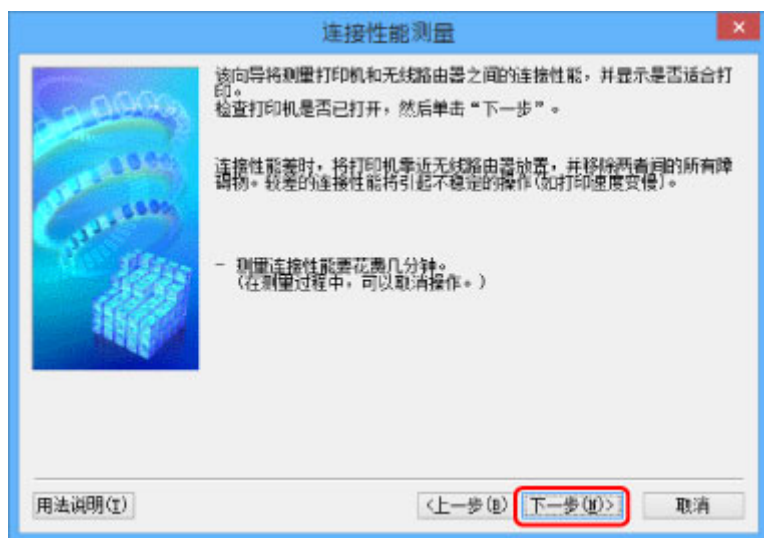 连接性能测量
该向导将测量打印机和无线路由器之间的连接性能，并显示是否适合打
印。
检查打印机是否已打开，然后单击“下一步”。
连接性能差时，将打印机靠近无线路由器放置，并移除两者间的所有障
碍物。较差的连接性能将引起不稳定的操作(如打印速度变慢)。
- 测量连接性能要花费几分钟。
(在测量过程中，可以取消操作。)
用法说明(I) <上一步(B) 下一步(N)> 取消